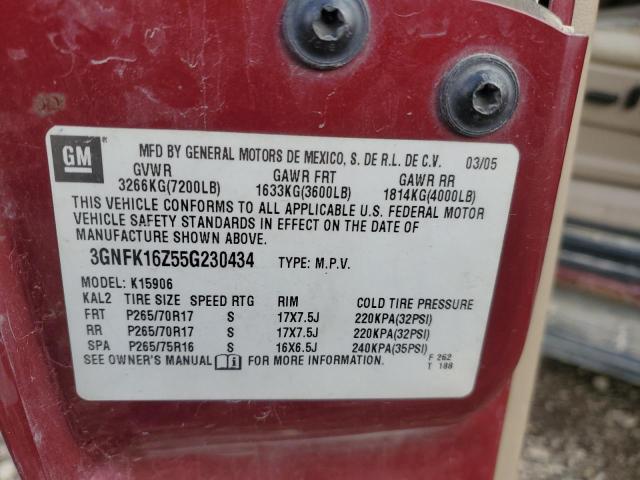 GM
MFD BY GENERAL MOTORS DE MEXICO, S. DE R.L. DE C.V. 03/05
GVWR GAWR FRT GAWR RR
3266KG(7200LB) 1633KG(3600LB) 1814KG(4000LB)
THIS VEHICLE CONFORMS TO ALL APPLICABLE U.S. FEDERAL MOTOR
VEHICLE SAFETY STANDARDS IN EFFECT ON THE DATE OF
MANUFACTURE SHOWN ABOVE.
3GNFK16Z55G230434 TYPE: M.P.V.
MODEL: K15906
KAL2 TIRE SIZE SPEED RTG RIM COLD TIRE PRESSURE
FRT P265/70R17 S 17X7.5J 220KPA(32PSI)
RR P265/70R17 S 17X7.5J 220KPA(32PSI)
SPA P265/75R16 S 16X6.5J 240KPA(35PSI)
SEE OWNER'S MANUAL FOR MORE INFORMATION.
F 262
T 188